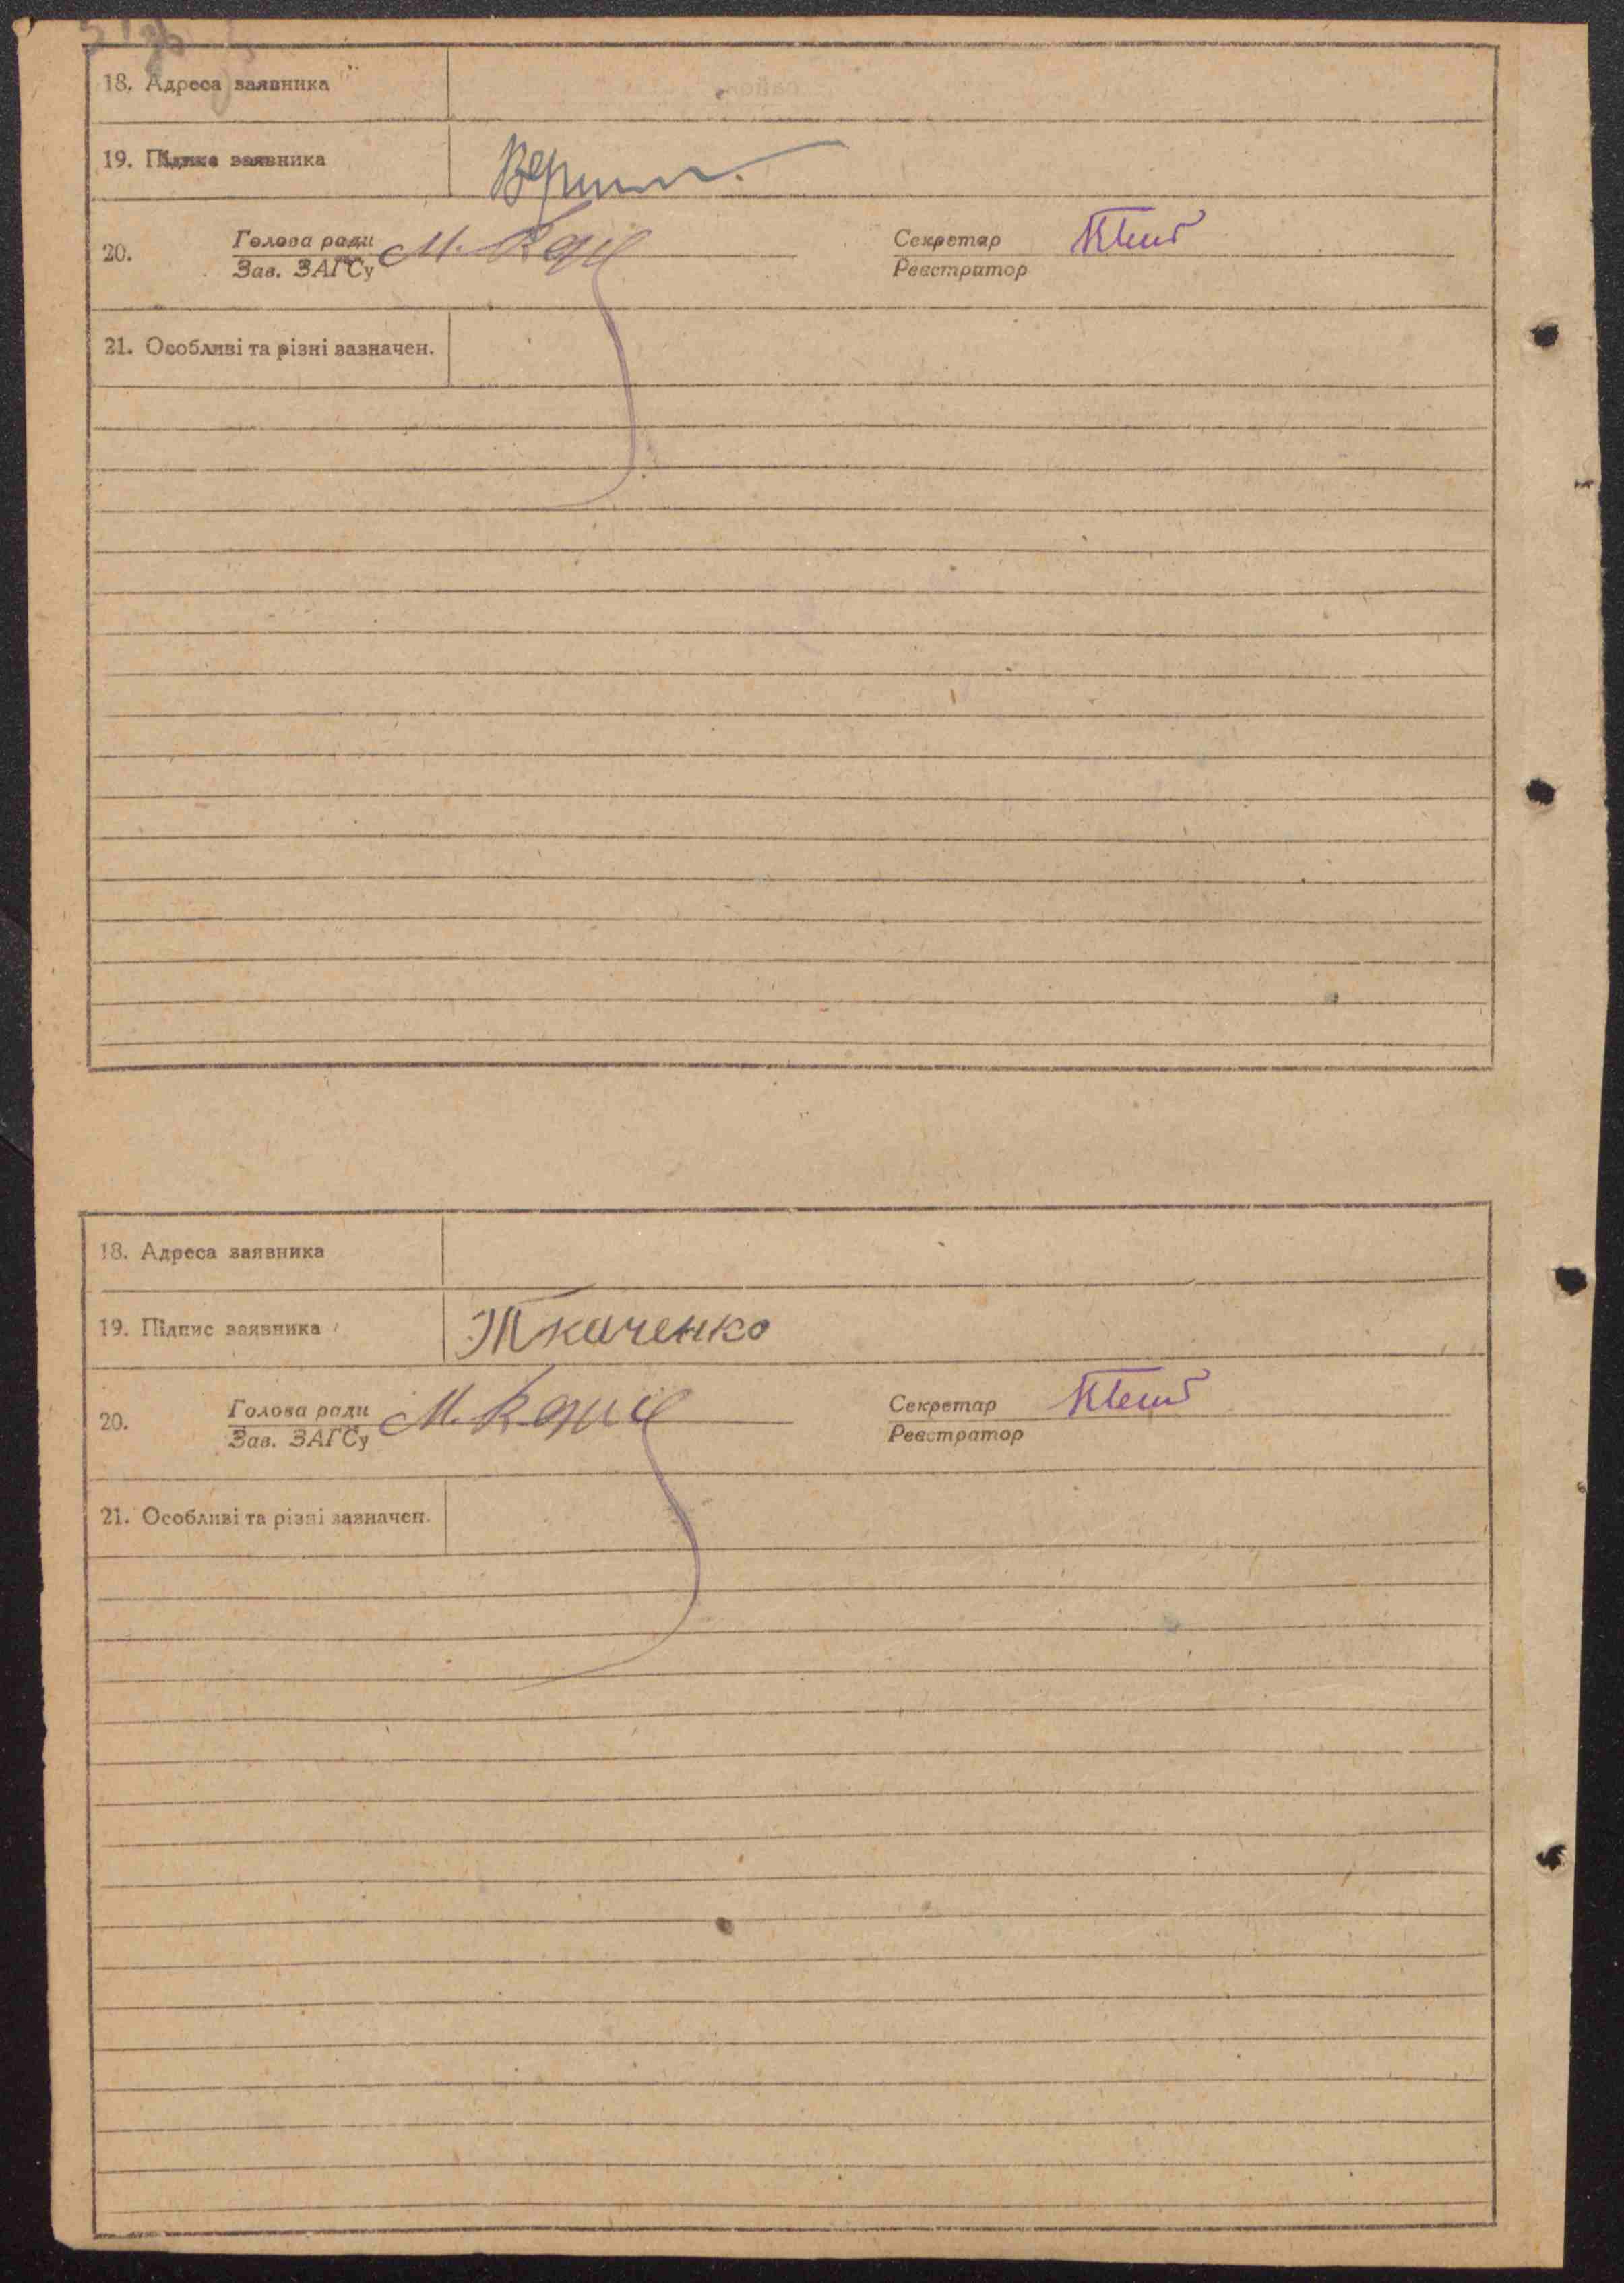 18. Адреса заявника
19. Підпис заявника
20. Голова ради
Зав. ЗАГСу М.
Секретар
Реєстратор
21. Особливі та різні зазначен.
18. Адреса заявника
19. Підпис заявника Ткаченко
20. Голова ради
Зав. ЗАГСу М.
Секретар
Реєстратор
21. Особливі та різні зазначен.